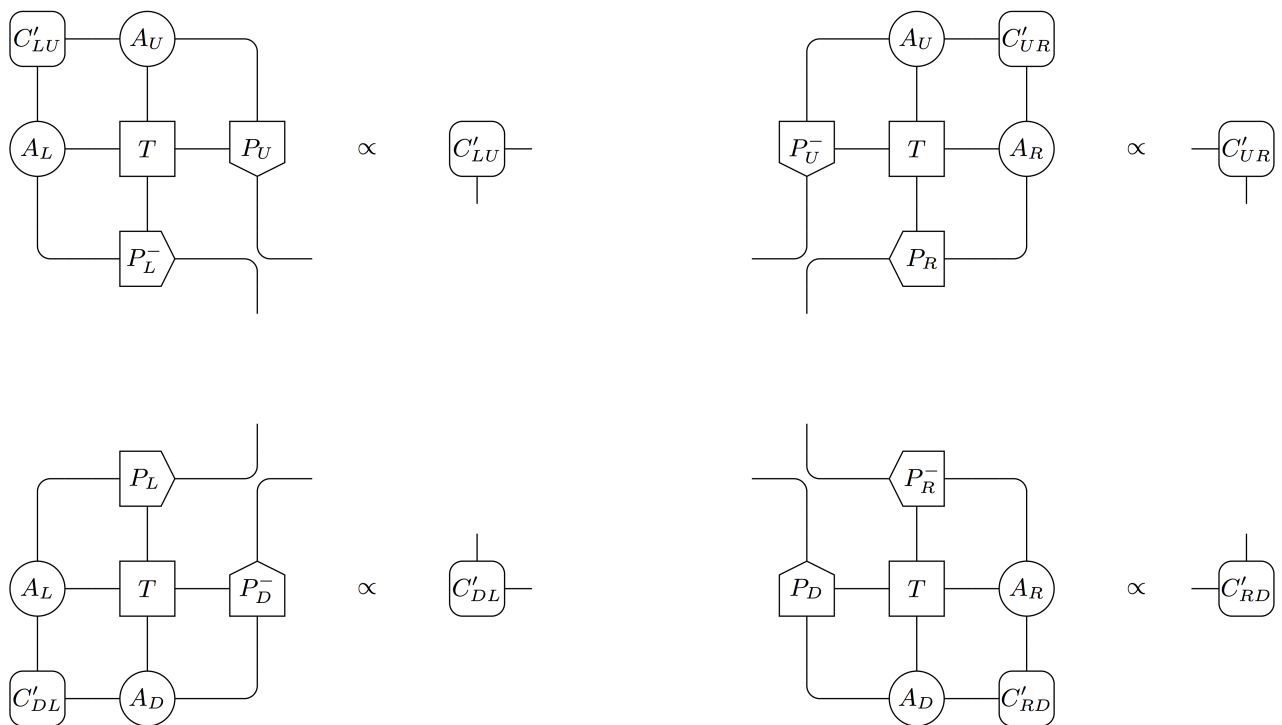 C'_{LU} A_U A_U C'_{UR}
A_L T P_U ∝ C'_{LU} P_U^- T A_R ∝ C'_{UR}
P_L^- P_R
P_L P_R^-
A_L T P_D^- ∝ C'_{DL} P_D T A_R ∝ C'_{RD}
C'_{DL} A_D A_D C'_{RD}